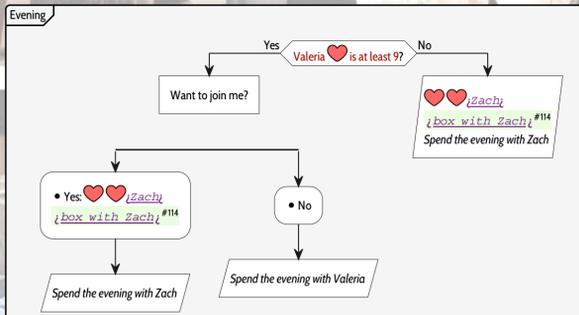 Evening
Yes
Valeria ❤ is at least 9?
No
Want to join me?
❤❤¿Zach¿
¿box with Zach¿#114
Spend the evening with Zach
• Yes: ❤❤¿Zach¿
¿box with Zach¿#114
• No
Spend the evening with Zach
Spend the evening with Valeria